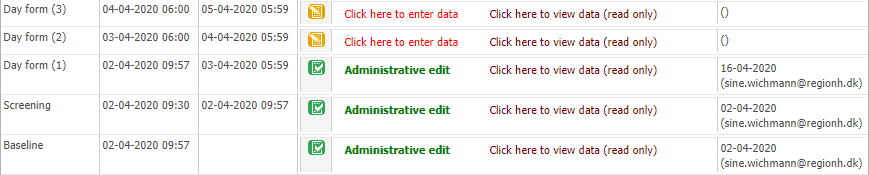 Day form (3) 04-04-2020 06:00 05-04-2020 05:59 Click here to enter data Click here to view data (read only) ()
Day form (2) 03-04-2020 06:00 04-04-2020 05:59 Click here to enter data Click here to view data (read only) ()
Day form (1) 02-04-2020 09:57 03-04-2020 05:59 Administrative edit Click here to view data (read only) 16-04-2020
(sine.wichmann@regionh.dk)
Screening 02-04-2020 09:30 02-04-2020 09:57 Administrative edit Click here to view data (read only) 02-04-2020
(sine.wichmann@regionh.dk)
Baseline 02-04-2020 09:57 Administrative edit Click here to view data (read only) 02-04-2020
(sine.wichmann@regionh.dk)